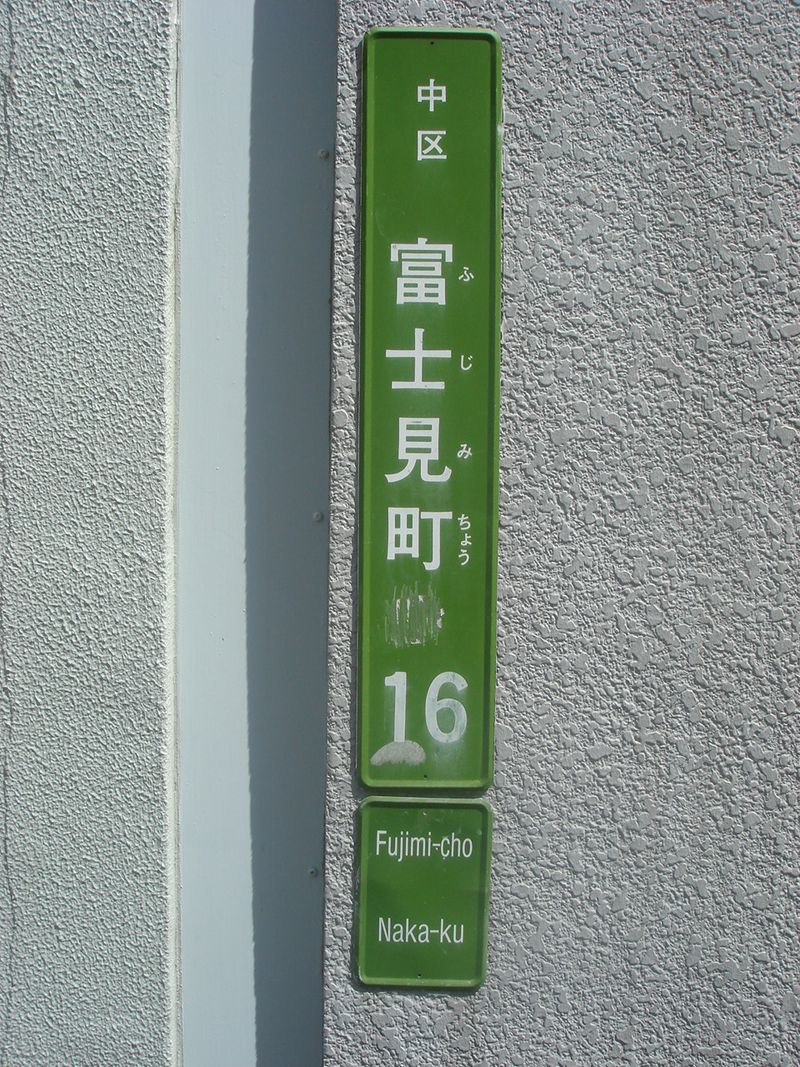 中区
富士見町
ふじみちょう
16
Fujimi-cho
Naka-ku